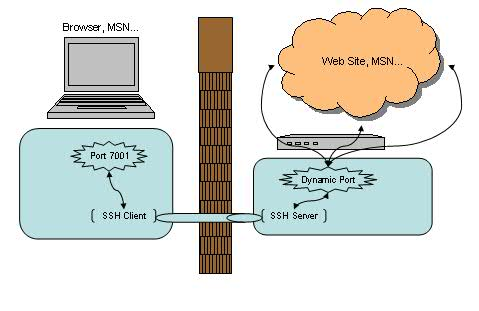 Browser, MSN...
Web Site, MSN...
Port 7001
Dynamic Port
SSH Client
SSH Server